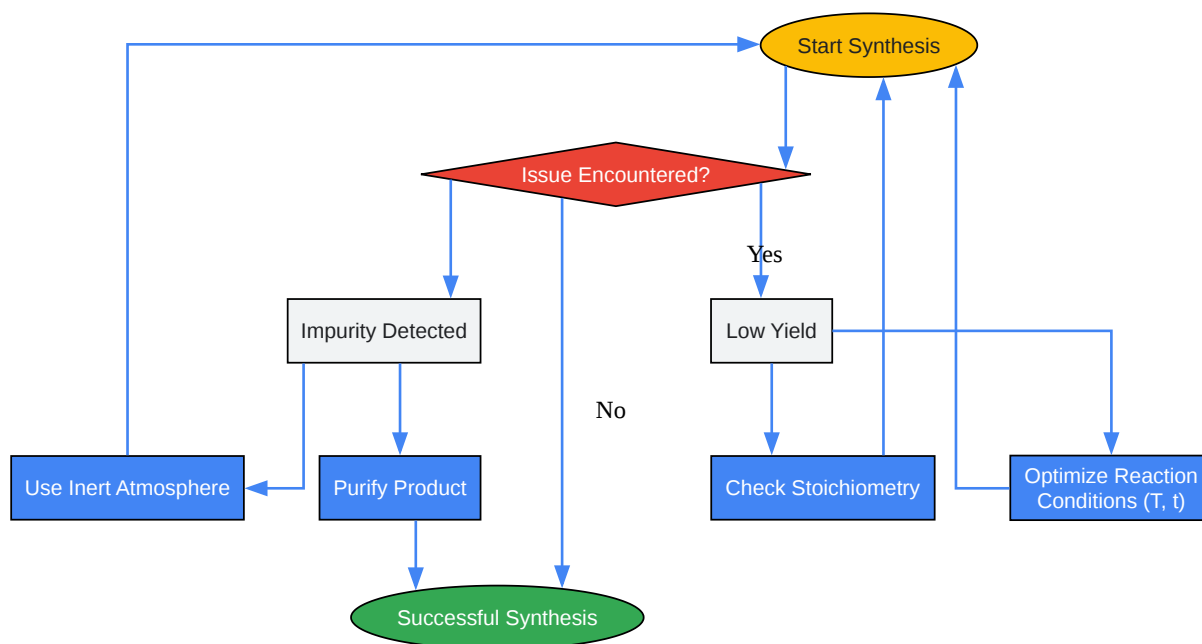 Start Synthesis
Issue Encountered?
Yes
Impurity Detected
Low Yield
No
Use Inert Atmosphere
Purify Product
Check Stoichiometry
Optimize Reaction
Conditions (T, t)
Successful Synthesis